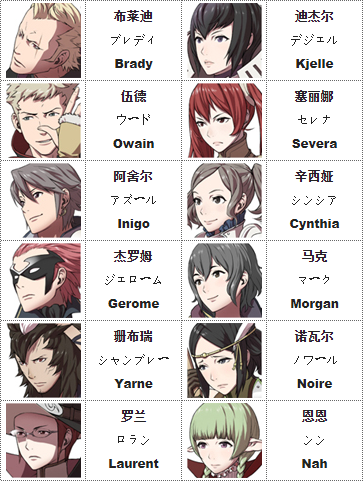 布莱迪
ブレディ
Brady
迪杰尔
デジェル
Kjelle
伍德
ウード
Owain
塞丽娜
セレナ
Severa
阿舍尔
アズール
Inigo
辛西娅
シンシア
Cynthia
杰罗姆
ジェローム
Gerome
马克
マーク
Morgan
珊布瑞
シャンブレー
Yarne
诺瓦尔
ノワール
Noire
罗兰
ロラン
Laurent
恩恩
ンン
Nah